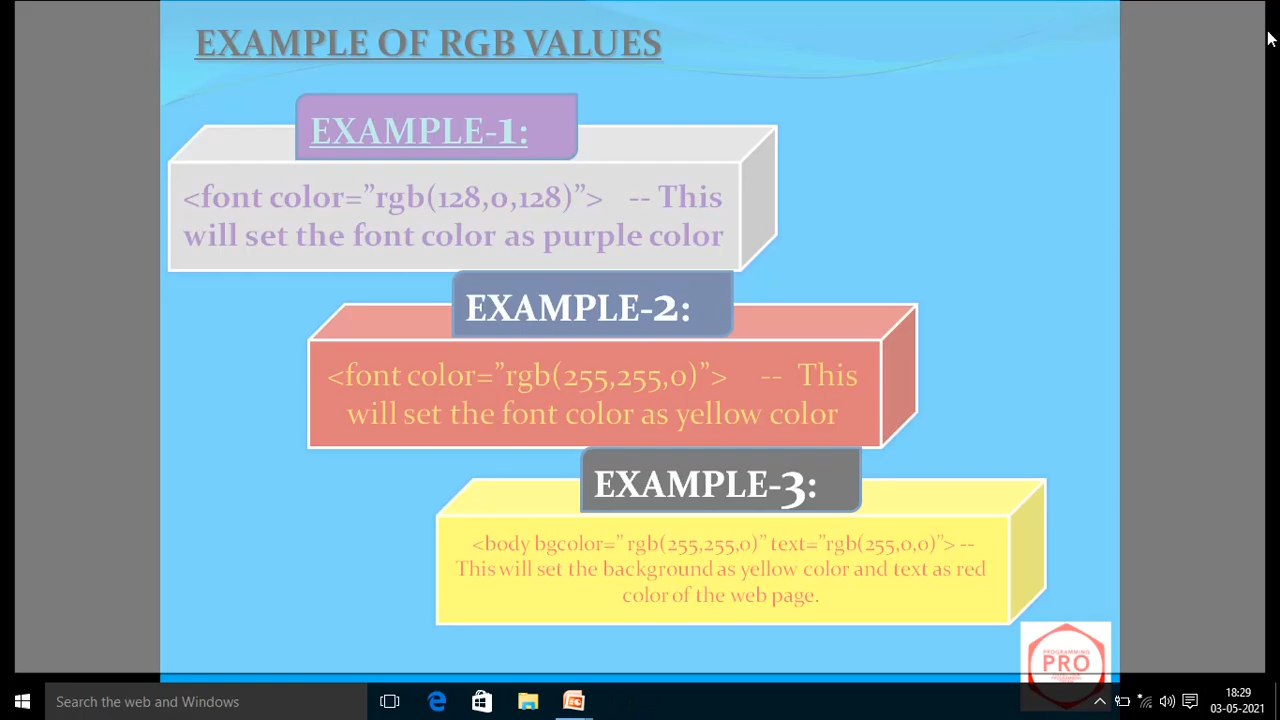 EXAMPLE OF RGB VALUES
EXAMPLE-1:
<font color=”rgb(128,0,128)”> -- This
will set the font color as purple color
EXAMPLE-2:
<font color=”rgb(255,255,0)”> -- This
will set the font color as yellow color
EXAMPLE-3:
<body bgcolor=” rgb(255,255,0)” text=”rgb(255,0,0)”> --
This will set the background as yellow color and text as red
color of the web page.
PROGRAMMING
PRO
Search the web and Windows
18:29
03-05-2021